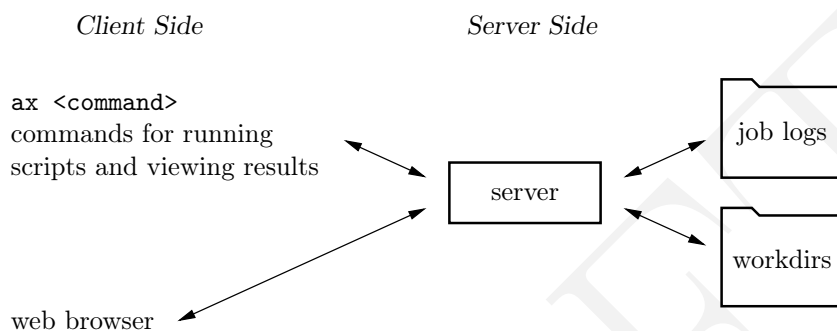 Client Side
Server Side
ax <command>
commands for running
scripts and viewing results
web browser
server
job logs
workdirs